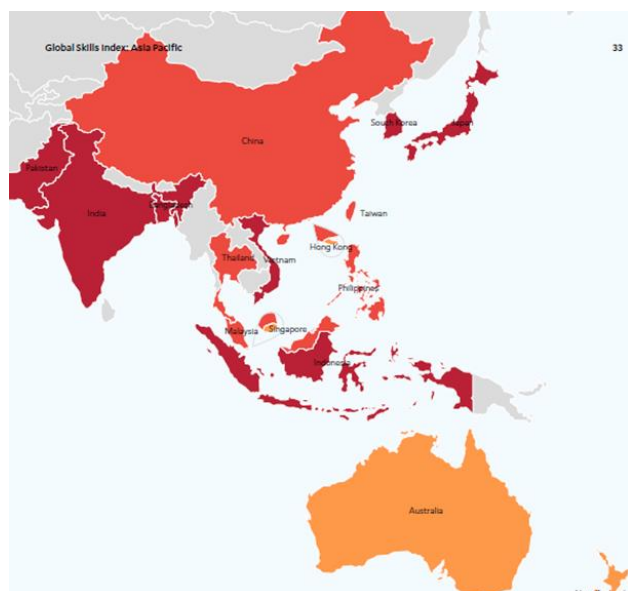 Global Skills Index: Asia Pacific
33
South Korea
Japan
China
Pakistan
India
Bangladesh
Taiwan
Hong Kong
Thailand
Vietnam
Philippines
Malaysia
Singapore
Indonesia
Australia